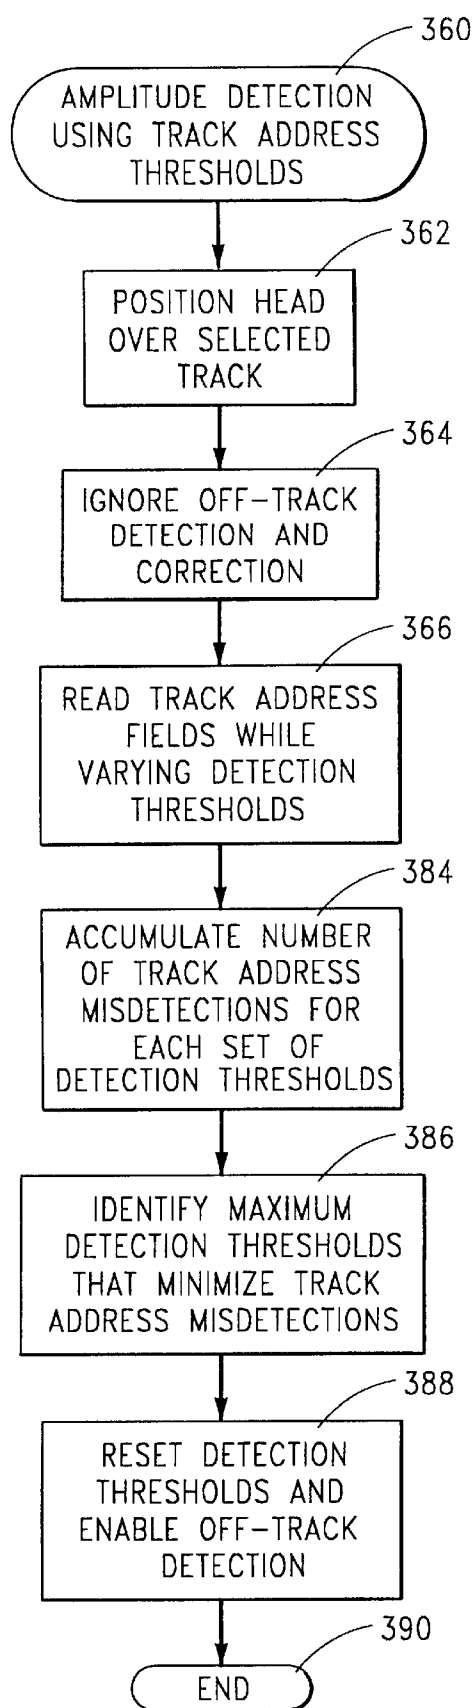 360
AMPLITUDE DETECTION
USING TRACK ADDRESS
THRESHOLDS
362
POSITION HEAD
OVER SELECTED
TRACK
364
IGNORE OFF-TRACK
DETECTION AND
CORRECTION
366
READ TRACK ADDRESS
FIELDS WHILE
VARYING DETECTION
THRESHOLDS
384
ACCUMULATE NUMBER
OF TRACK ADDRESS
MISDETECTIONS FOR
EACH SET OF
DETECTION THRESHOLDS
386
IDENTIFY MAXIMUM
DETECTION THRESHOLDS
THAT MINIMIZE TRACK
ADDRESS MISDETECTIONS
388
RESET DETECTION
THRESHOLDS AND
ENABLE OFF-TRACK
DETECTION
390
END